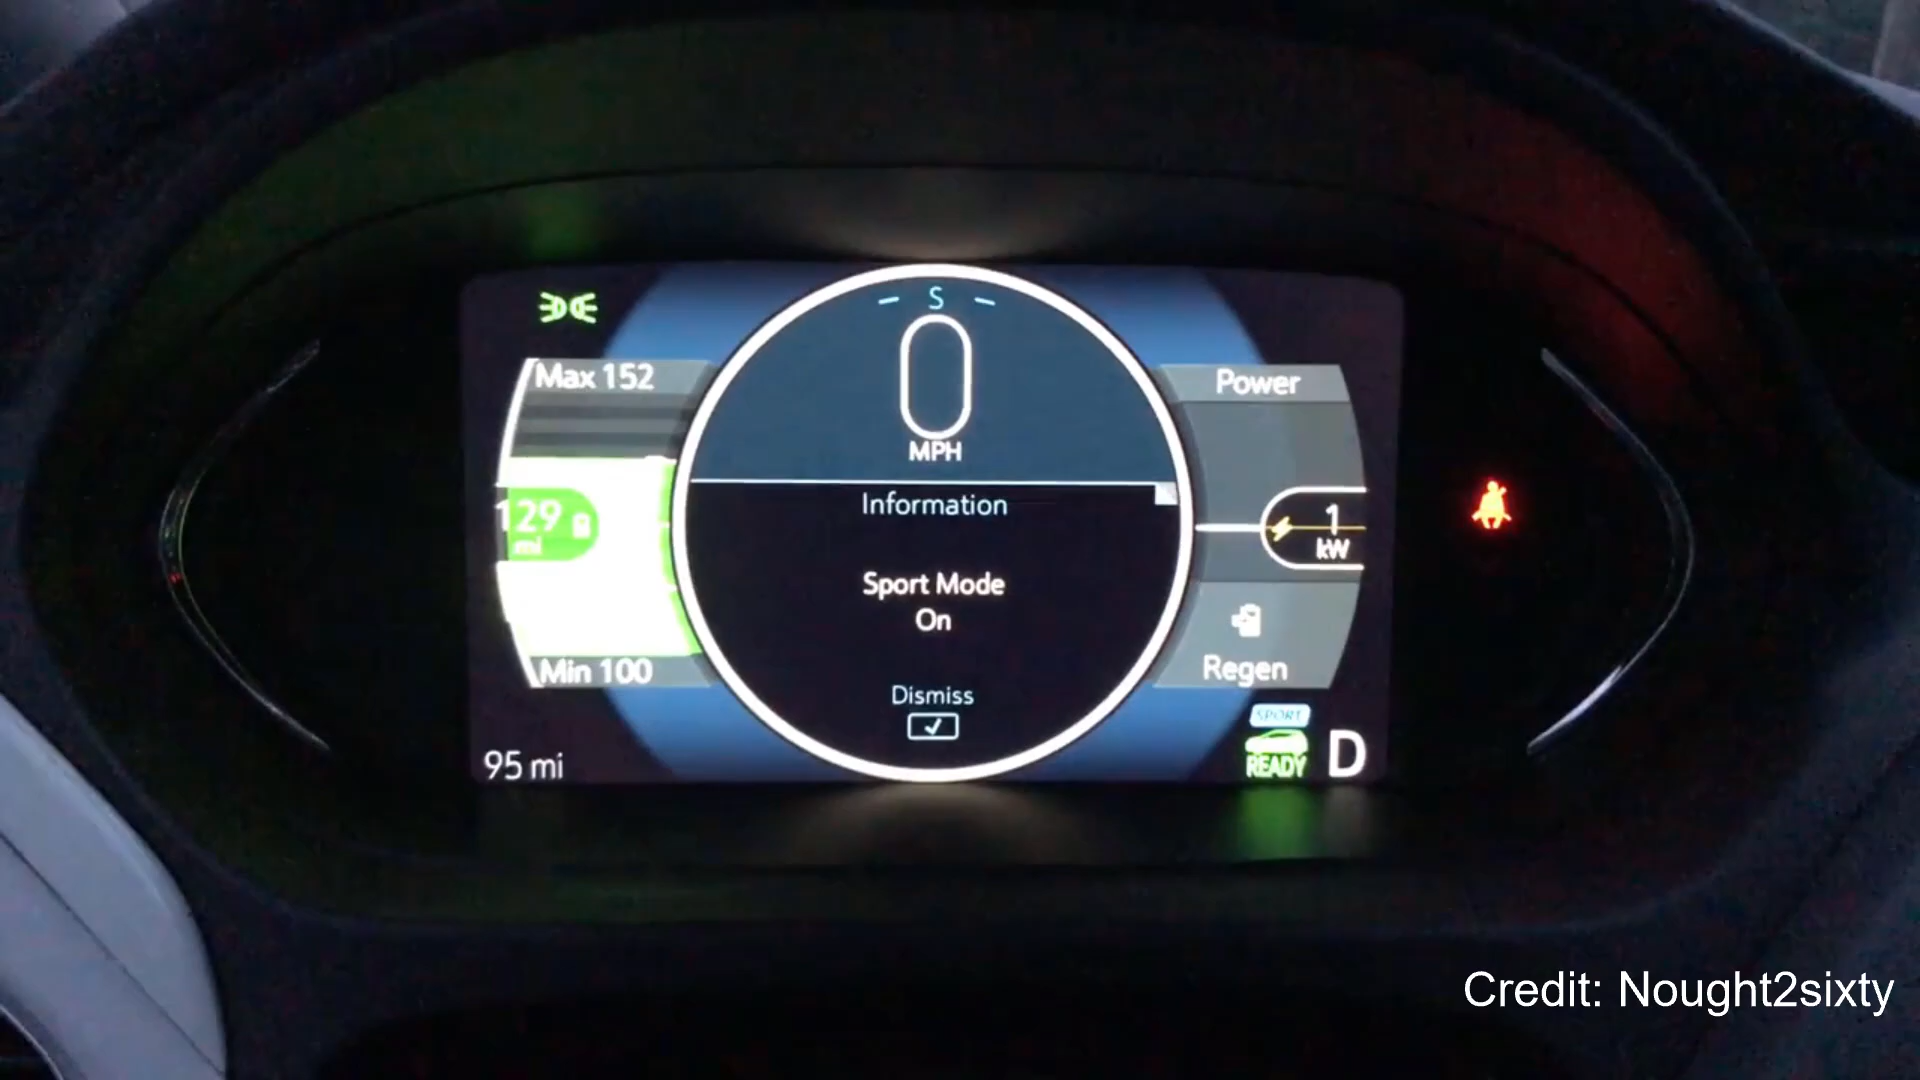 S
0
MPH
Max 152
129
mi
Min 100
95 mi
Information
Sport Mode
On
Dismiss
Power
1
kW
Regen
SPORT
READY
D
Credit: Nought2sixty